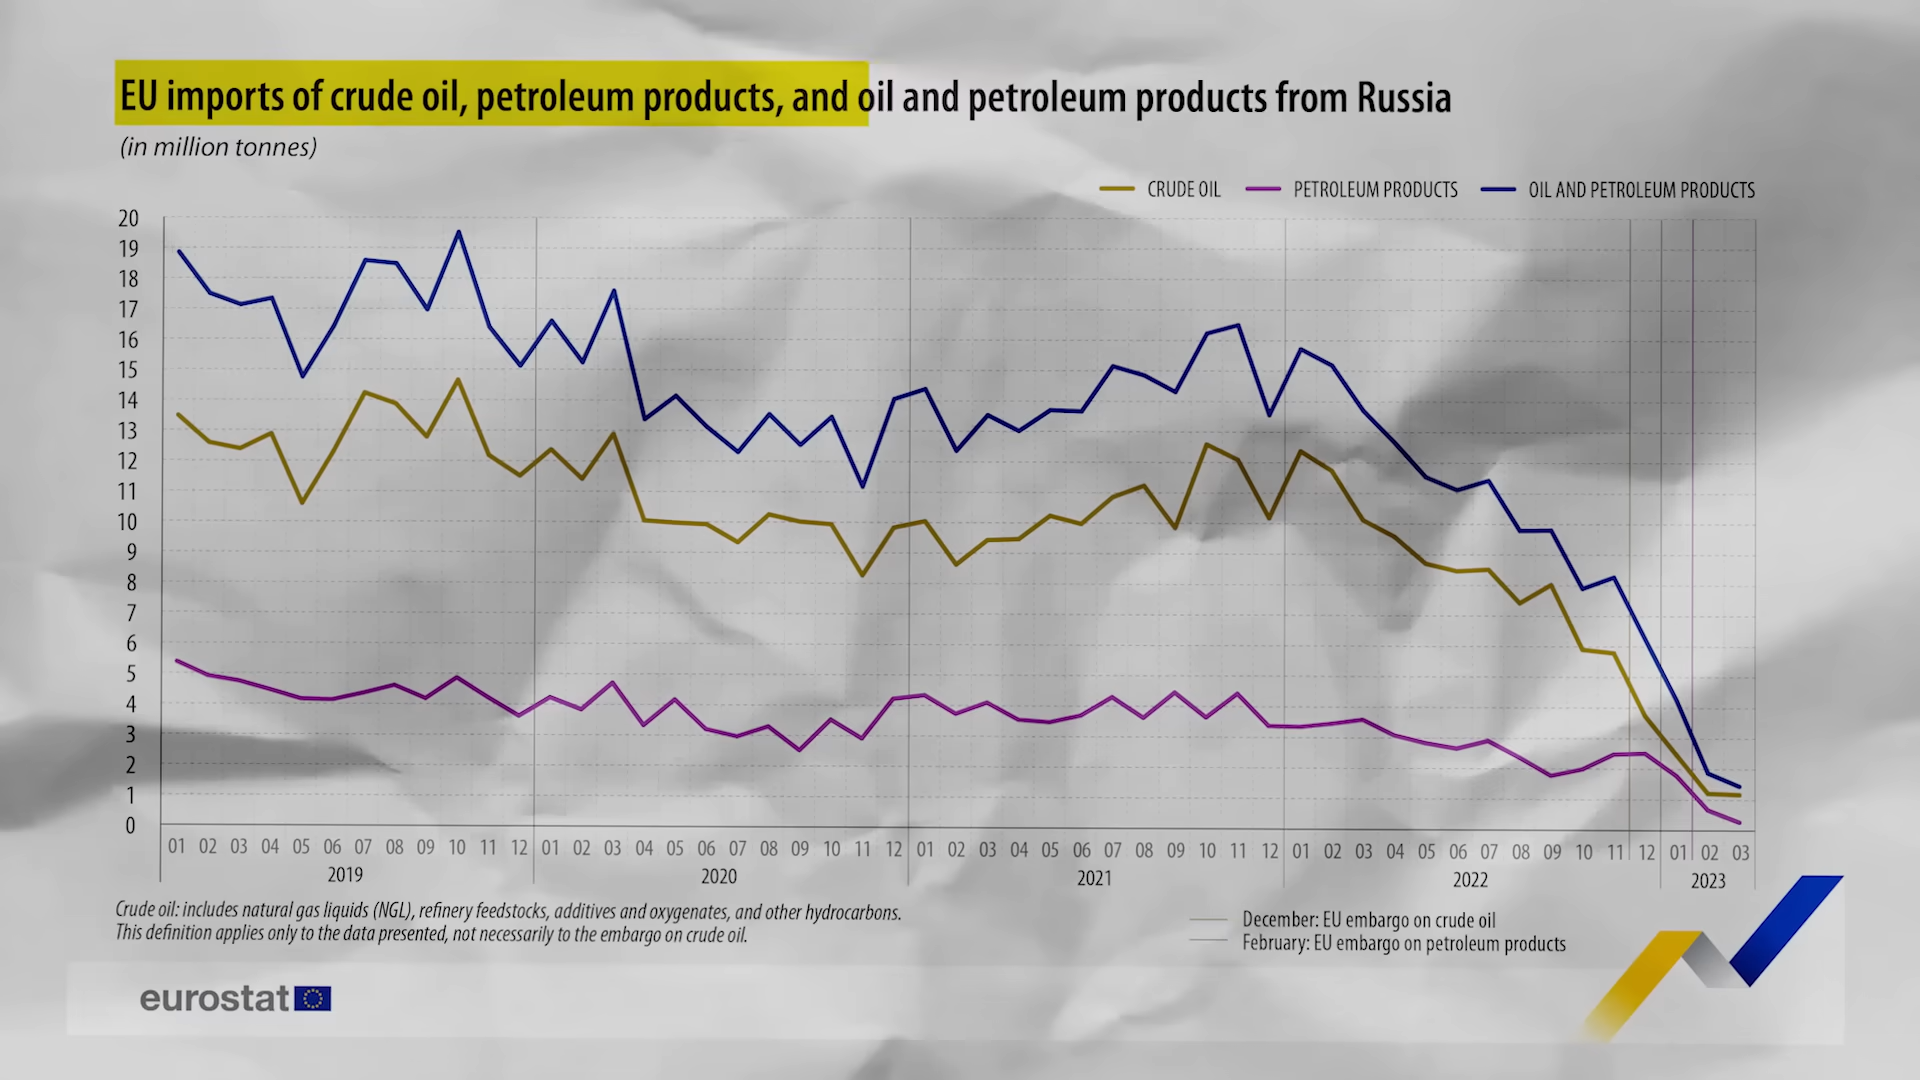 EU imports of crude oil, petroleum products, and oil and petroleum products from Russia
(in million tonnes)
CRUDE OIL PETROLEUM PRODUCTS OIL AND PETROLEUM PRODUCTS
20
19
18
17
16
15
14
13
12
11
10
9
8
7
6
5
4
3
2
1
0
01 02 03 04 05 06 07 08 09 10 11 12 01 02 03 04 05 06 07 08 09 10 11 12 01 02 03 04 05 06 07 08 09 10 11 12 01 02 03 04 05 06 07 08 09 10 11 12 01 02 03
2019 2020 2021 2022 2023
Crude oil: includes natural gas liquids (NGL), refinery feedstocks, additives and oxygenates, and other hydrocarbons.
This definition applies only to the data presented, not necessarily to the embargo on crude oil.
December: EU embargo on crude oil
February: EU embargo on petroleum products
eurostat